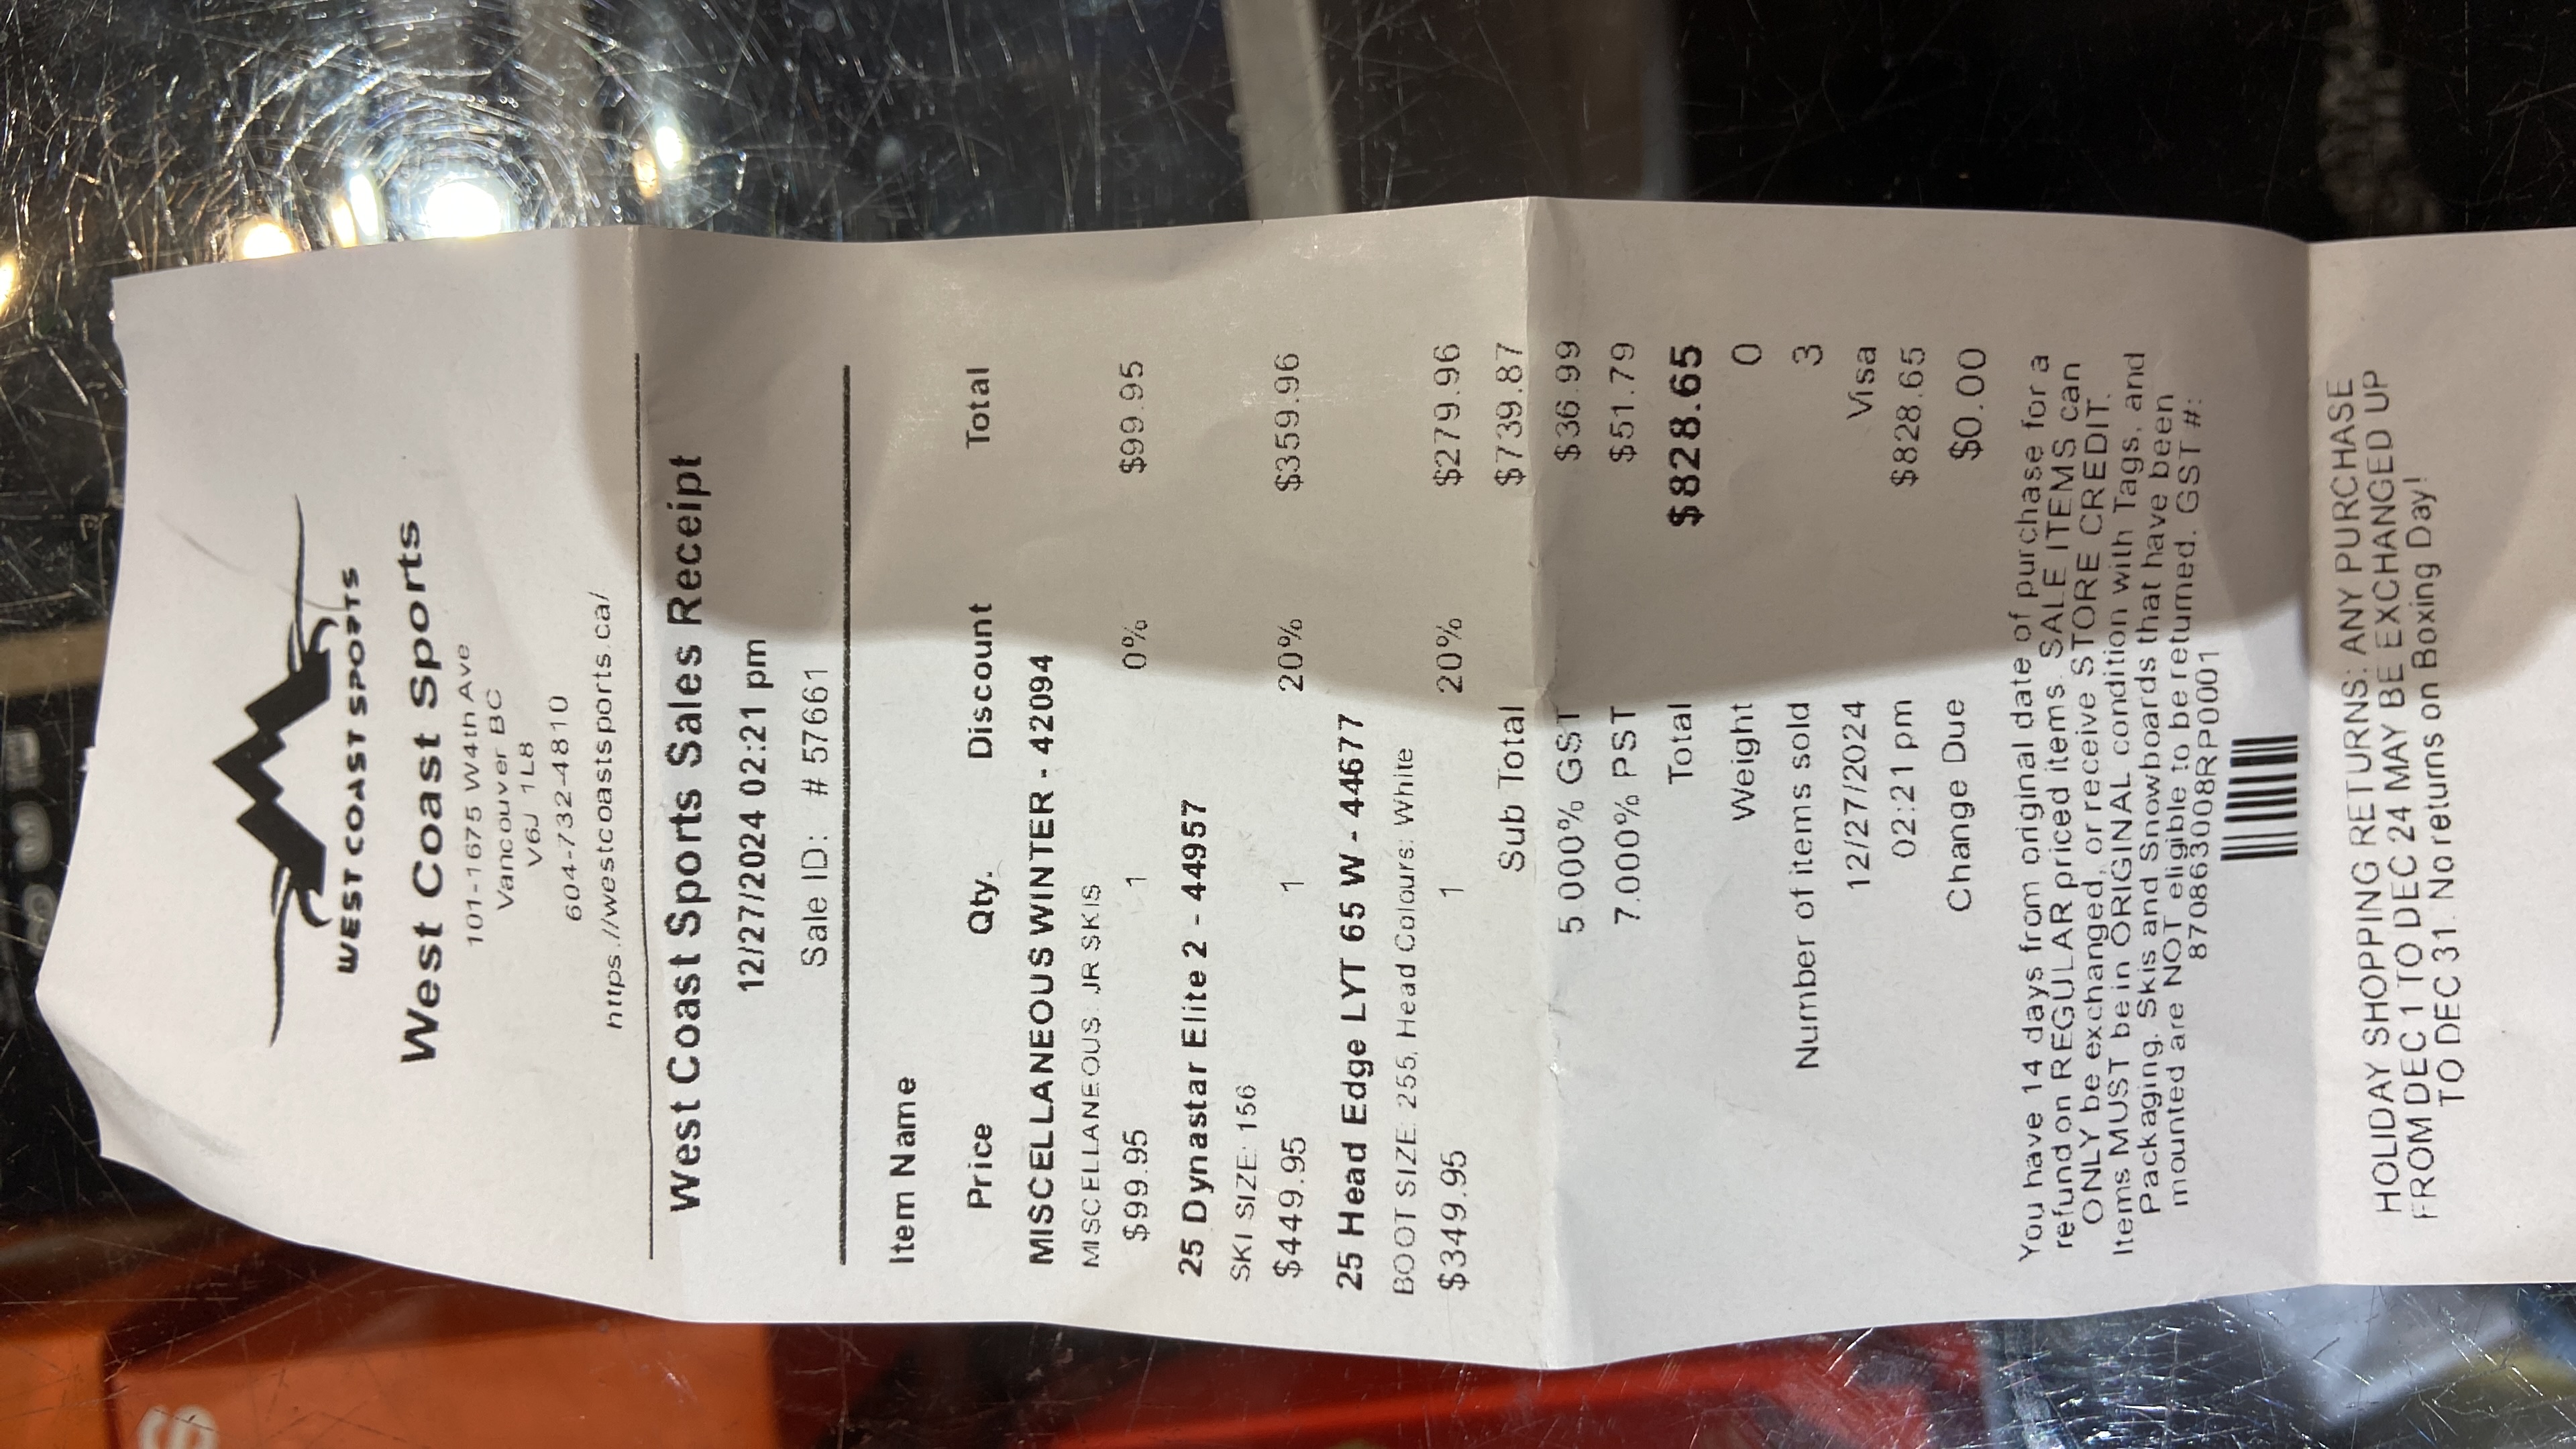 WEST COAST SPORTS
West Coast Sports
101-1675 W4th Ave
Vancouver BC
V6J 1L8
604-732-4810
https://westcoastsports.ca/
West Coast Sports Sales Receipt
12/27/2024 02:21 pm
Sale ID: # 57661
Item Name
Price Qty. Discount Total
MISCELLANEOUS WINTER - 42094
MISCELLANEOUS: JR SKIS
$99.95 1 0% $99.95
25 Dynastar Elite 2 - 44957
SKI SIZE: 156
$449.95 1 20% $359.96
25 Head Edge LYT 65 W - 44677
BOOT SIZE: 255, Head Colours: White
$349.95 1 20% $279.96
Sub Total $739.87
5.000% GST $36.99
7.000% PST $51.79
Total $828.65
Weight 0
Number of items sold 3
12/27/2024 Visa
02:21 pm $828.65
Change Due $0.00
You have 14 days from original date of purchase for a
refund on REGULAR priced items. SALE ITEMS can
ONLY be exchanged, or receive STORE CREDIT.
Items MUST be in ORIGINAL condition with Tags, and
Packaging. Skis and Snowboards that have been
mounted are NOT eligible to be returned. GST #:
870863008RP0001
HOLIDAY SHOPPING RETURNS: ANY PURCHASE
FROM DEC 1 TO DEC 24 MAY BE EXCHANGED UP
TO DEC 31. No returns on Boxing Day!
S